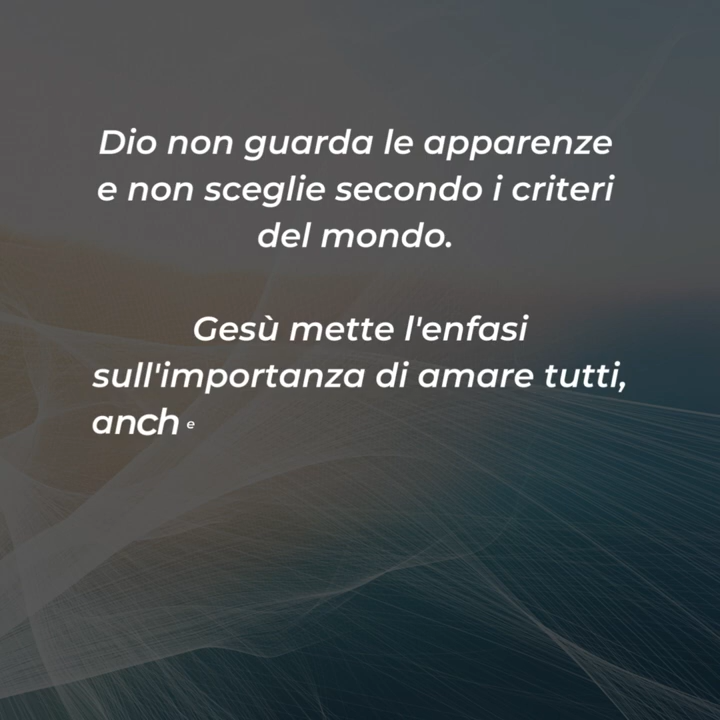 Dio non guarda le apparenze
e non sceglie secondo i criteri
del mondo.
Gesù mette l'enfasi
sull'importanza di amare tutti,
anch e